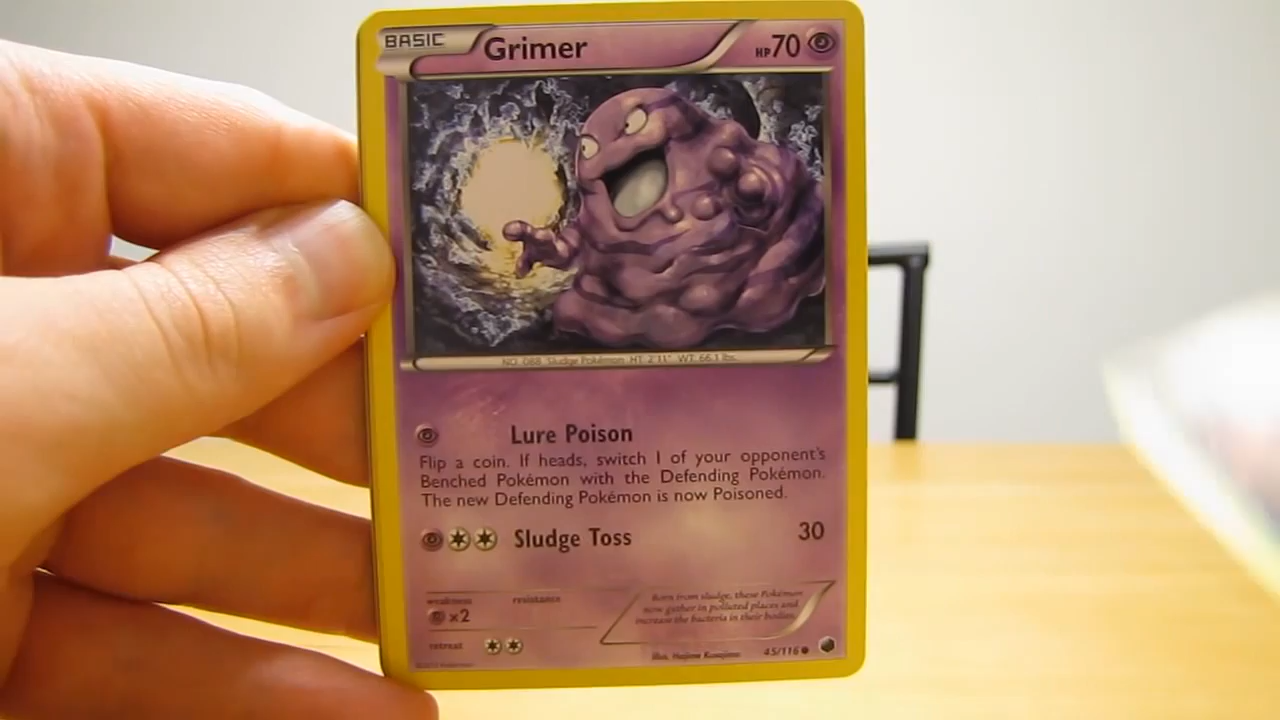 BASIC Grimer HP 70
NO. 088 Sludge Pokémon HT: 2'11" WT: 66.1 lbs.
Lure Poison
Flip a coin. If heads, switch 1 of your opponent's
Benched Pokémon with the Defending Pokémon.
The new Defending Pokémon is now Poisoned.
Sludge Toss 30
weakness resistance
x2
Born from sludge, these Pokémon
now gather in polluted places and
increase the bacteria in their bodies.
retreat
Illus. Hajime Kusajima 45/116